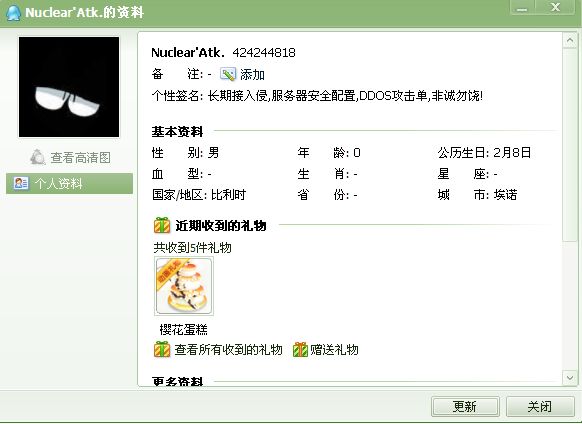 Nuclear'Atk.的资料
Nuclear'Atk. 424244818
备 注: - 添加
个性签名: 长期接入侵,服务器安全配置,DDOS攻击单,非诚勿饶!
查看高清图
个人资料
基本资料
性 别: 男 年 龄: 0 公历生日: 2月8日
血 型: - 生 肖: - 星 座: -
国家/地区: 比利时 省 份: - 城 市: 埃诺
近期收到的礼物
共收到5件礼物
动画礼物
樱花蛋糕
查看所有收到的礼物 赠送礼物
更多资料
更新 关闭